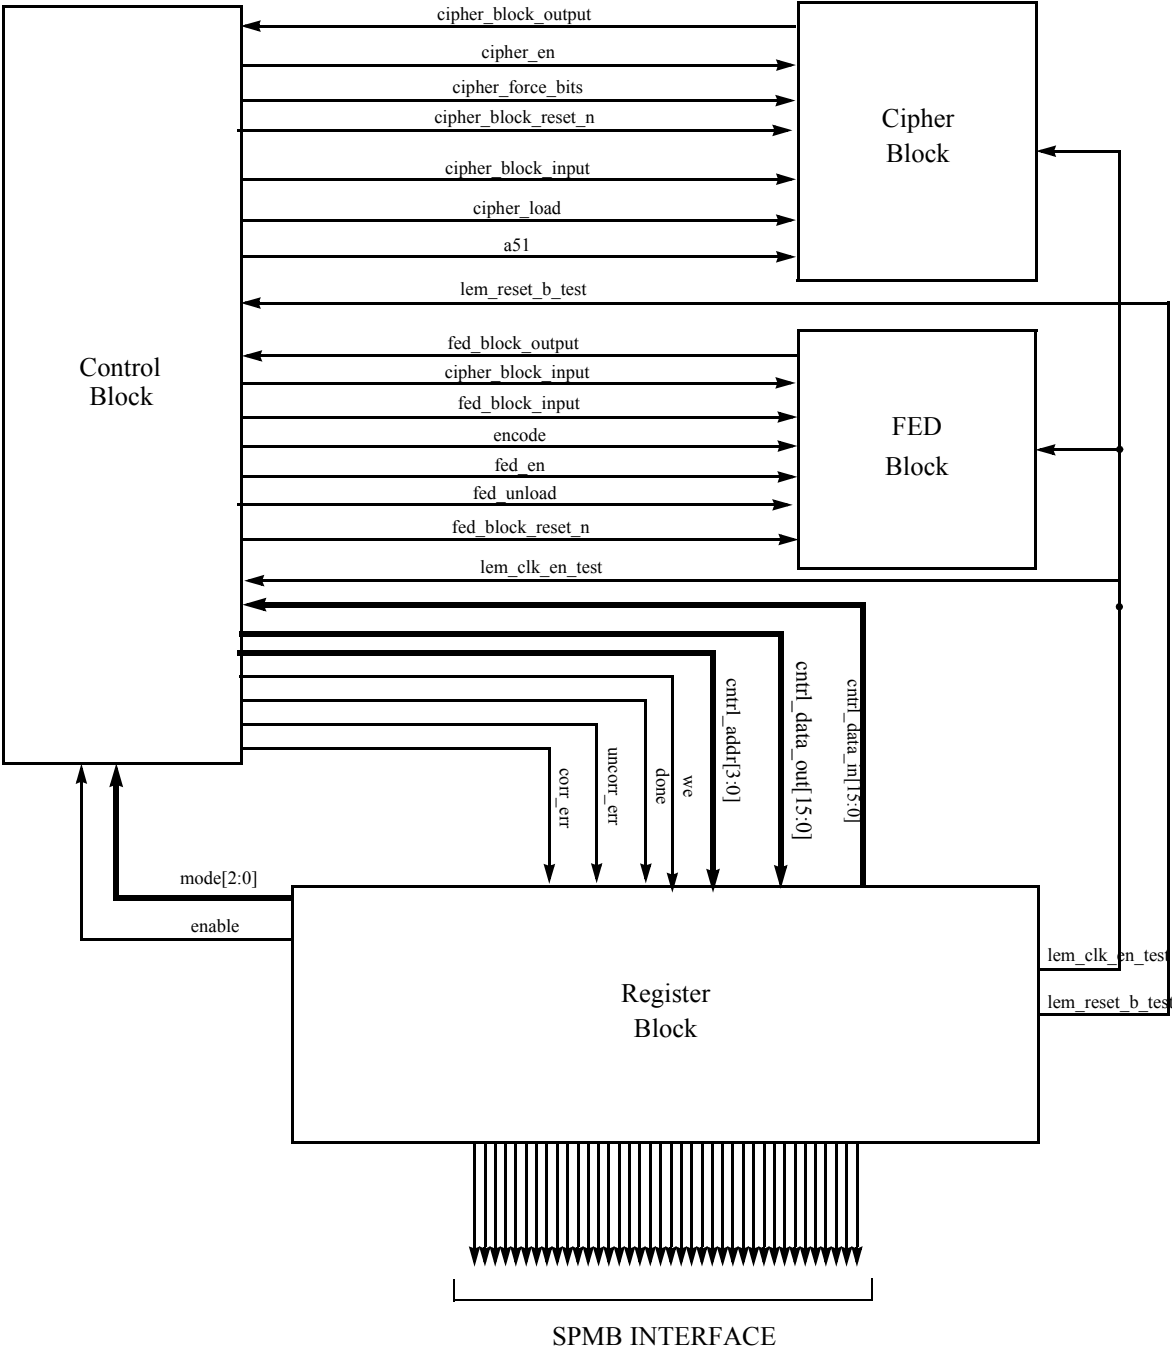 cipher_block_output
cipher_en
cipher_force_bits
cipher_block_reset_n
Cipher
Block
cipher_block_input
cipher_load
a51
lem_reset_b_test
fed_block_output
Control
Block
cipher_block_input
fed_block_input
encode
FED
Block
fed_en
fed_unload
fed_block_reset_n
lem_clk_en_test
corr_err
uncorr_err
done
we
cntrl_addr[3:0]
cntrl_data_out[15:0]
cntrl_data_in[15:0]
mode[2:0]
enable
lem_clk_en_test
lem_reset_b_test
Register
Block
SPMB INTERFACE